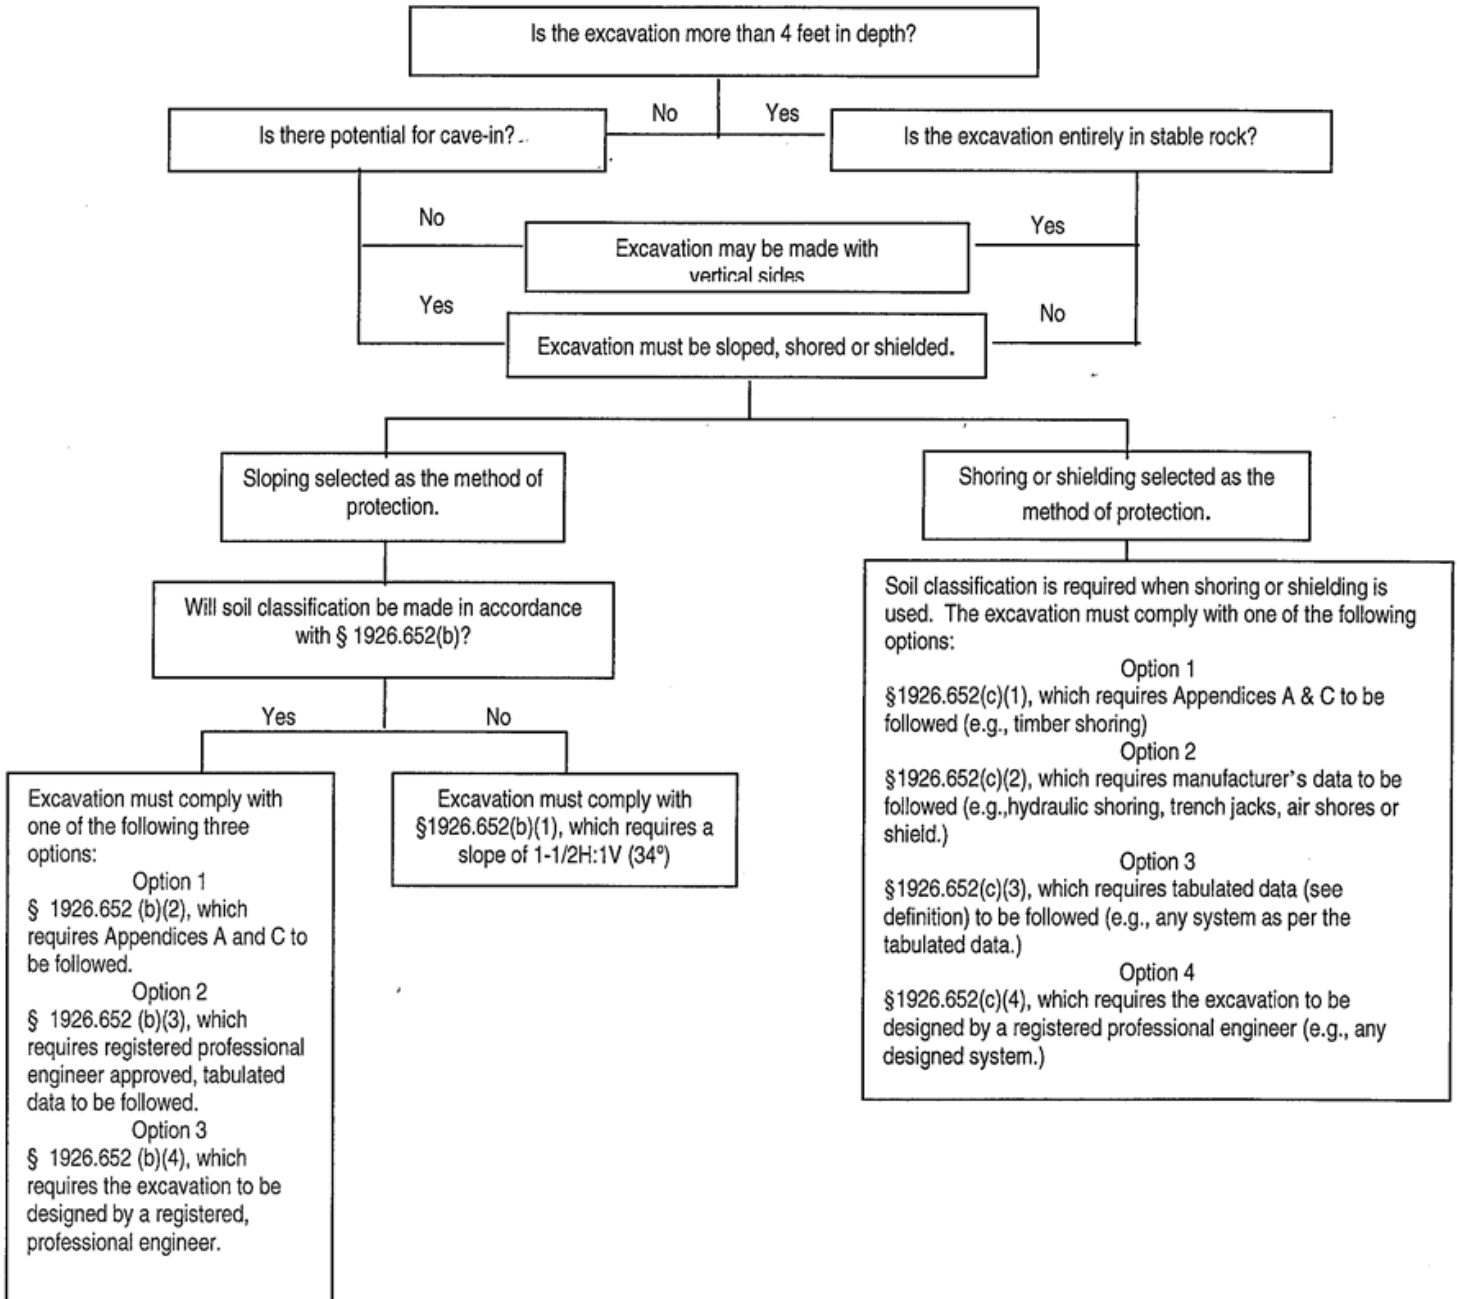 Is the excavation more than 4 feet in depth?
No
Yes
Is there potential for cave-in?
Is the excavation entirely in stable rock?
No
Yes
Excavation may be made with
vertical sides
Yes
No
Excavation must be sloped, shored or shielded.
Sloping selected as the method of
protection.
Shoring or shielding selected as the
method of protection.
Will soil classification be made in accordance
with § 1926.652(b)?
Yes
No
Excavation must comply with
one of the following three
options:
Option 1
§ 1926.652 (b)(2), which
requires Appendices A and C to
be followed.
Option 2
§ 1926.652 (b)(3), which
requires registered professional
engineer approved, tabulated
data to be followed.
Option 3
§ 1926.652 (b)(4), which
requires the excavation to be
designed by a registered,
professional engineer.
Excavation must comply with
§1926.652(b)(1), which requires a
slope of 1-1/2H:1V (34º)
Soil classification is required when shoring or shielding is
used. The excavation must comply with one of the following
options:
Option 1
§1926.652(c)(1), which requires Appendices A & C to be
followed (e.g., timber shoring)
Option 2
§1926.652(c)(2), which requires manufacturer's data to be
followed (e.g.,hydraulic shoring, trench jacks, air shores or
shield.)
Option 3
§1926.652(c)(3), which requires tabulated data (see
definition) to be followed (e.g., any system as per the
tabulated data.)
Option 4
§1926.652(c)(4), which requires the excavation to be
designed by a registered professional engineer (e.g., any
designed system.)